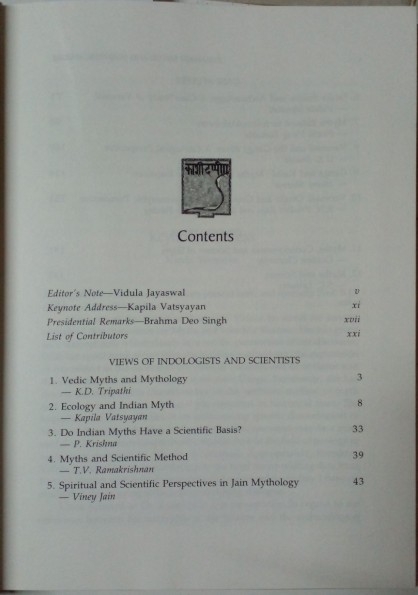 Contents
Editor's Note—Vidula Jayaswal v
Keynote Address—Kapila Vatsyayan xi
Presidential Remarks—Brahma Deo Singh xvii
List of Contributors xxi
VIEWS OF INDOLOGISTS AND SCIENTISTS
1. Vedic Myths and Mythology 3
— K.D. Tripathi
2. Ecology and Indian Myth 8
— Kapila Vatsyayan
3. Do Indian Myths Have a Scientific Basis? 33
— P. Krishna
4. Myths and Scientific Method 39
— T.V. Ramakrishnan
5. Spiritual and Scientific Perspectives in Jain Mythology 43
— Viney Jain